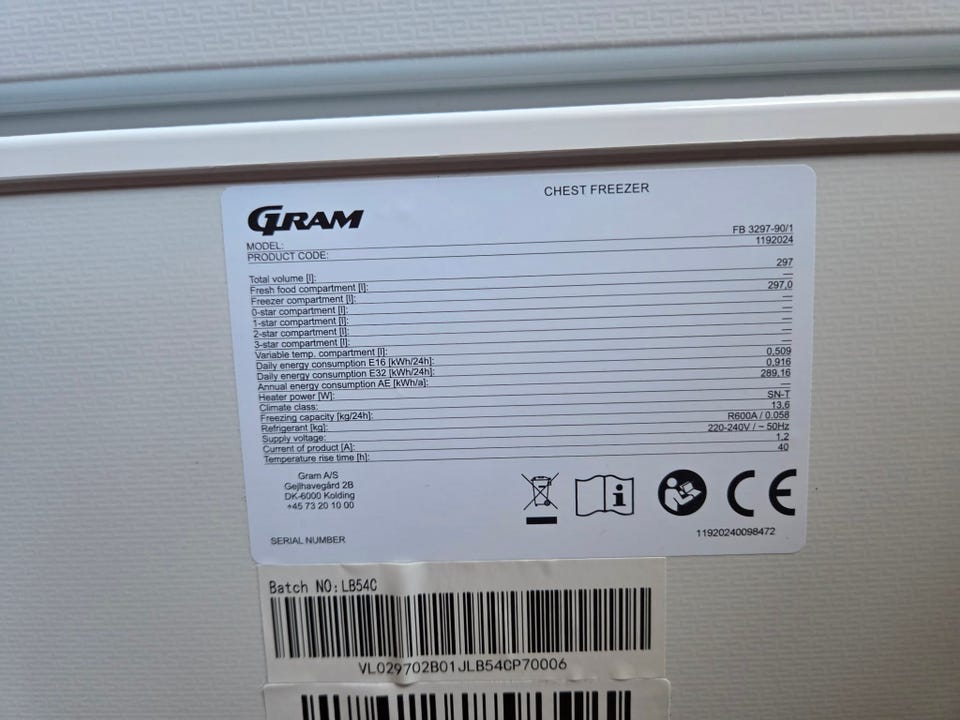 CHEST FREEZER
GRAM
MODEL: FB 3297-90/1
PRODUCT CODE: 1192024
Total volume [l]: 297
Fresh food compartment [l]: —
Freezer compartment [l]: 297,0
0-star compartment [l]: —
1-star compartment [l]: —
2-star compartment [l]: —
3-star compartment [l]: —
Variable temp. compartment [l]: —
Daily energy consumption E16 [kWh/24h]: 0,509
Daily energy consumption E32 [kWh/24h]: 0,916
Annual energy consumption AE [kWh/a]: 289,16
Heater power [W]: —
Climate class: SN-T
Freezing capacity [kg/24h]: 13,6
Refrigerant [kg]: R600A / 0.058
Supply voltage: 220-240V / ~ 50Hz
Current of product [A]: 1,2
Temperature rise time [h]: 40
Gram A/S
Gejlhavegård 2B
DK-6000 Kolding
+45 73 20 10 00
CE
SERIAL NUMBER 11920240098472
Batch NO:LB54C
VL029702B01JLB54CP70006